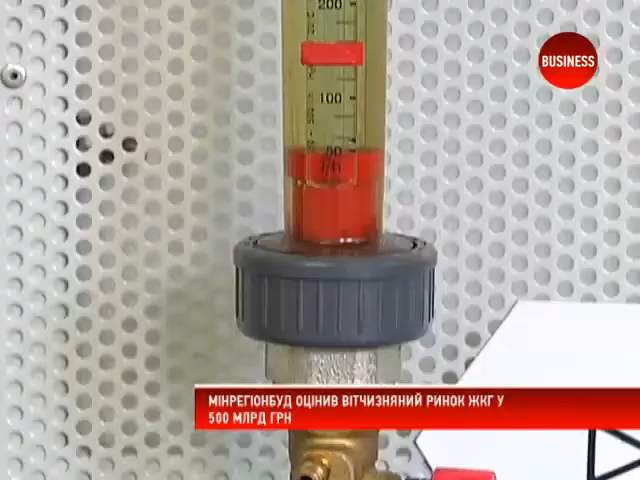 200
BUSINESS
100
50
l/h
МІНРЕГІОНБУД ОЦІНИВ ВІТЧИЗНЯНИЙ РИНОК ЖКГ У
500 МЛРД ГРН